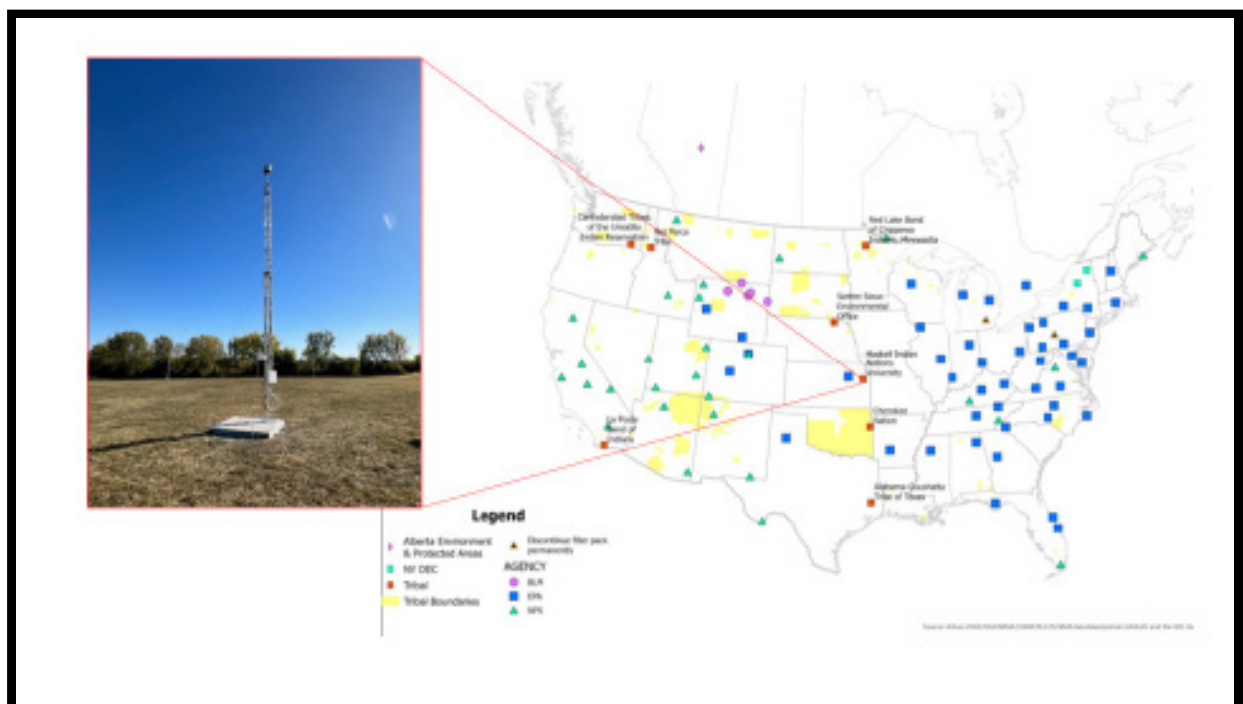 Confederated Tribes
of the Umatilla
Indian Reservation
Nez Perce
Tribe
Red Lake Band
of Chippewa
Indians, Minnesota
Santee Sioux
Environmental
Office
Haskell Indian
Nations
University
Cherokee
Nation
La Posta
Band of
Indians
Tribe of Texas
Legend
Alberta Environment
& Protected Areas
NY DEC
Tribal
Tribal Boundaries
Discontinue filter pack
permanently
AGENCY
BLM
EPA
NPS